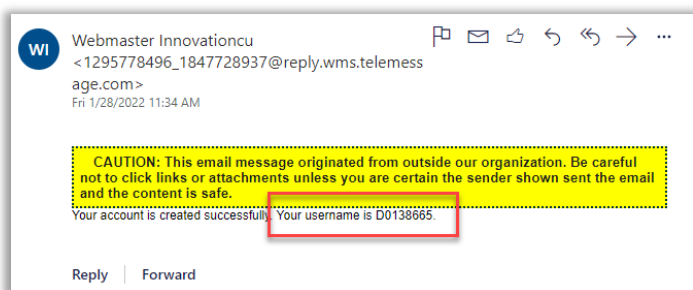 WI
Webmaster Innovationcu
<1295778496_1847728937@reply.wms.telemess
age.com>
Fri 1/28/2022 11:34 AM
CAUTION: This email message originated from outside our organization. Be careful
not to click links or attachments unless you are certain the sender shown sent the email
and the content is safe.
Your account is created successfully. Your username is D0138665.
Reply Forward